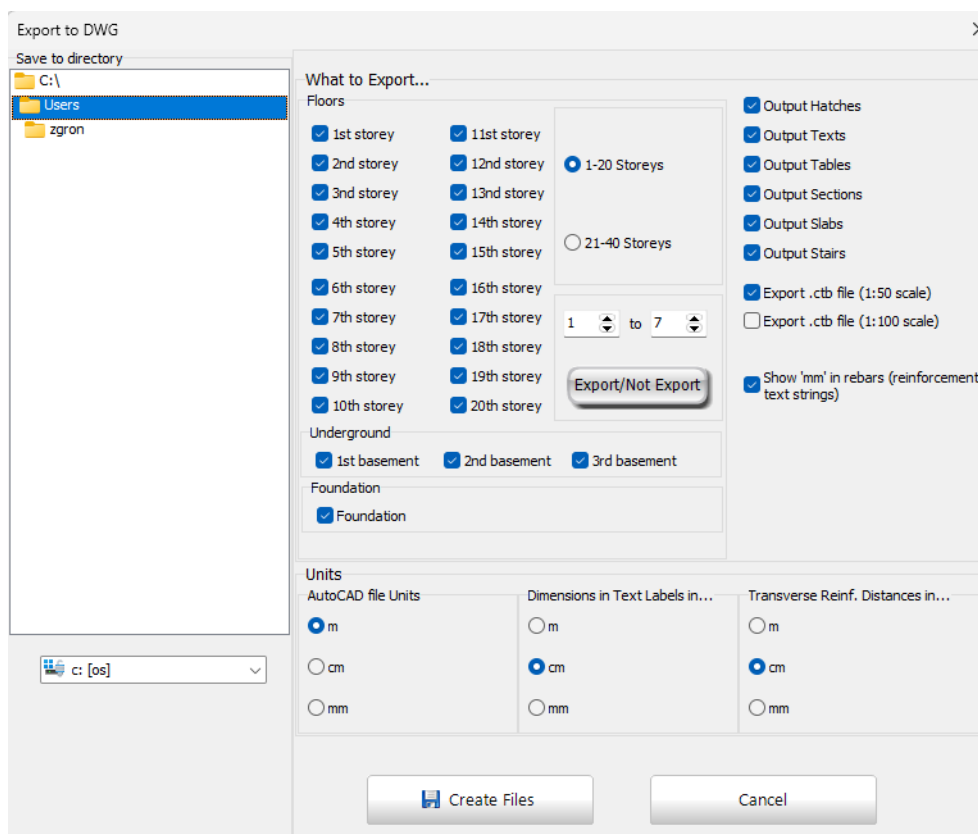 Export to DWG
Save to directory
C:\
Users
zgron
c: [os]
What to Export...
Floors
1st storey
2nd storey
3nd storey
4th storey
5th storey
6th storey
7th storey
8th storey
9th storey
10th storey
11st storey
12nd storey
13nd storey
14th storey
15th storey
16th storey
17th storey
18th storey
19th storey
20th storey
1-20 Storeys
21-40 Storeys
1 to 7
Export/Not Export
Underground
1st basement 2nd basement 3rd basement
Foundation
Foundation
Output Hatches
Output Texts
Output Tables
Output Sections
Output Slabs
Output Stairs
Export .ctb file (1:50 scale)
Export .ctb file (1:100 scale)
Show 'mm' in rebars (reinforcement
text strings)
Units
AutoCAD file Units
m
cm
mm
Dimensions in Text Labels in...
m
cm
mm
Transverse Reinf. Distances in...
m
cm
mm
Create Files
Cancel